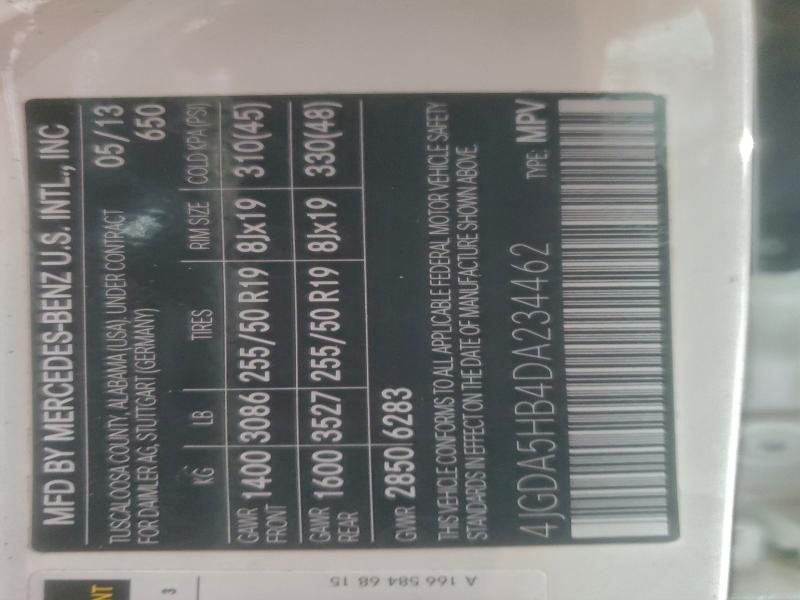 MFD BY MERCEDES-BENZ U.S. INTL., INC
TUSCALOOSA COUNTY, ALABAMA (USA), UNDER CONTRACT 05/13
FOR DAIMLER AG, STUTTGART (GERMANY) 650
KG LB TIRES RIM SIZE COLD KPA (PSI)
GAWR FRONT 1400 3086 255/50 R19 8Jx19 310(45)
GAWR REAR 1600 3527 255/50 R19 8Jx19 330(48)
GVWR 2850 6283
THIS VEHICLE CONFORMS TO ALL APPLICABLE FEDERAL MOTOR VEHICLE SAFETY
STANDARDS IN EFFECT ON THE DATE OF MANUFACTURE SHOWN ABOVE.
4JGDA5HB4DA234462 TYPE: MPV
A 166 584 68 15
NT
3